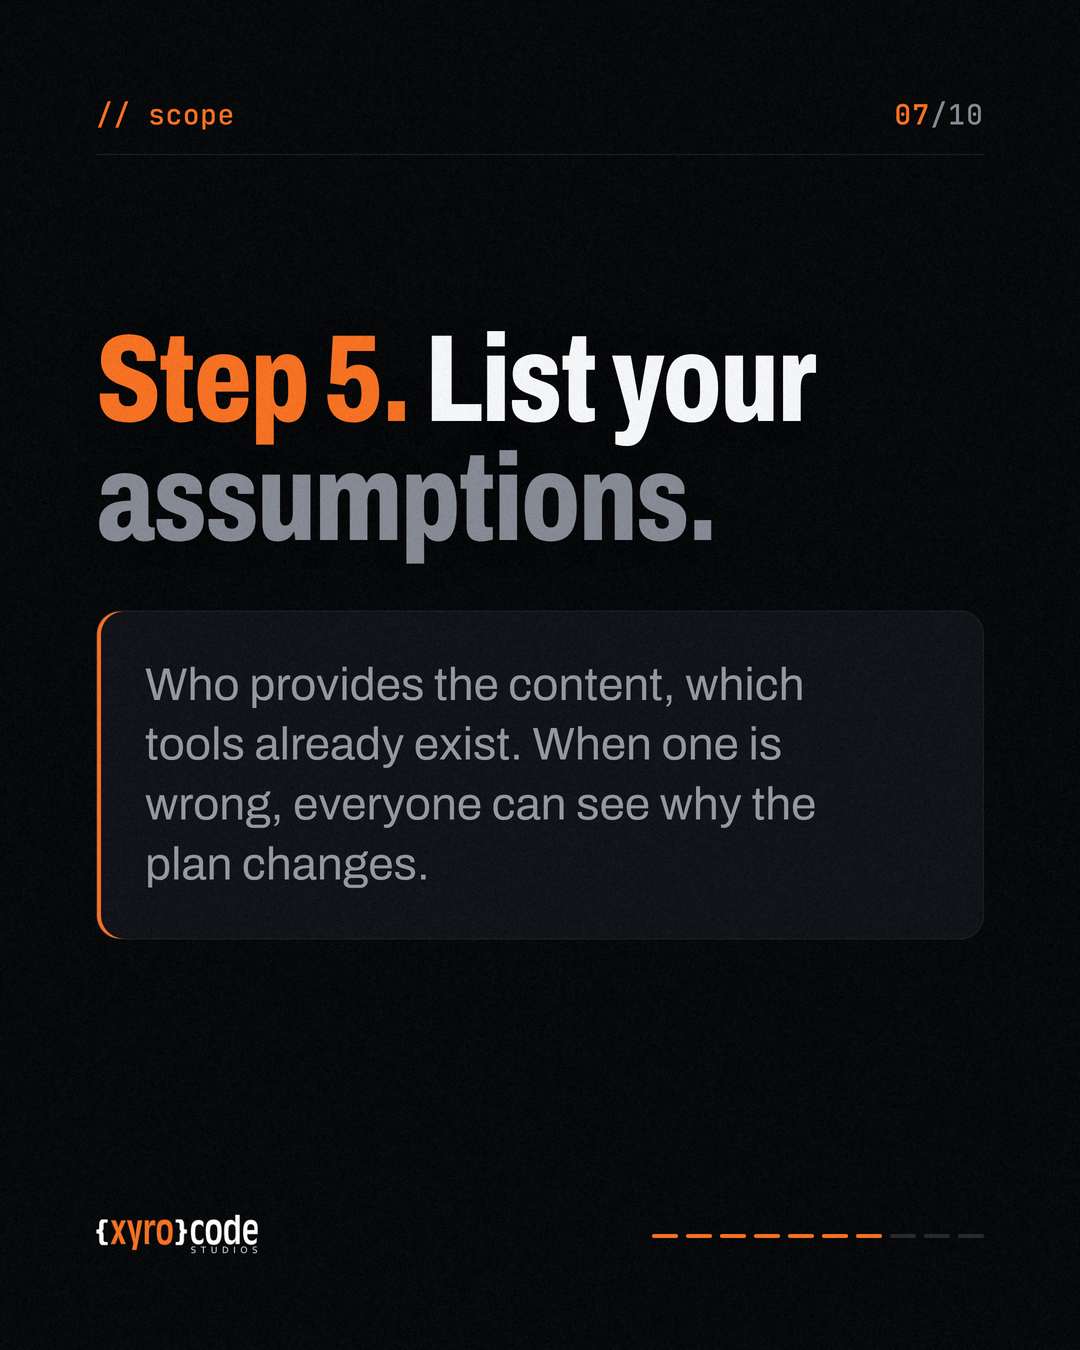 // scope
07/10
Step 5. List your
assumptions.
Who provides the content, which
tools already exist. When one is
wrong, everyone can see why the
plan changes.
{xyro}code
STUDIOS